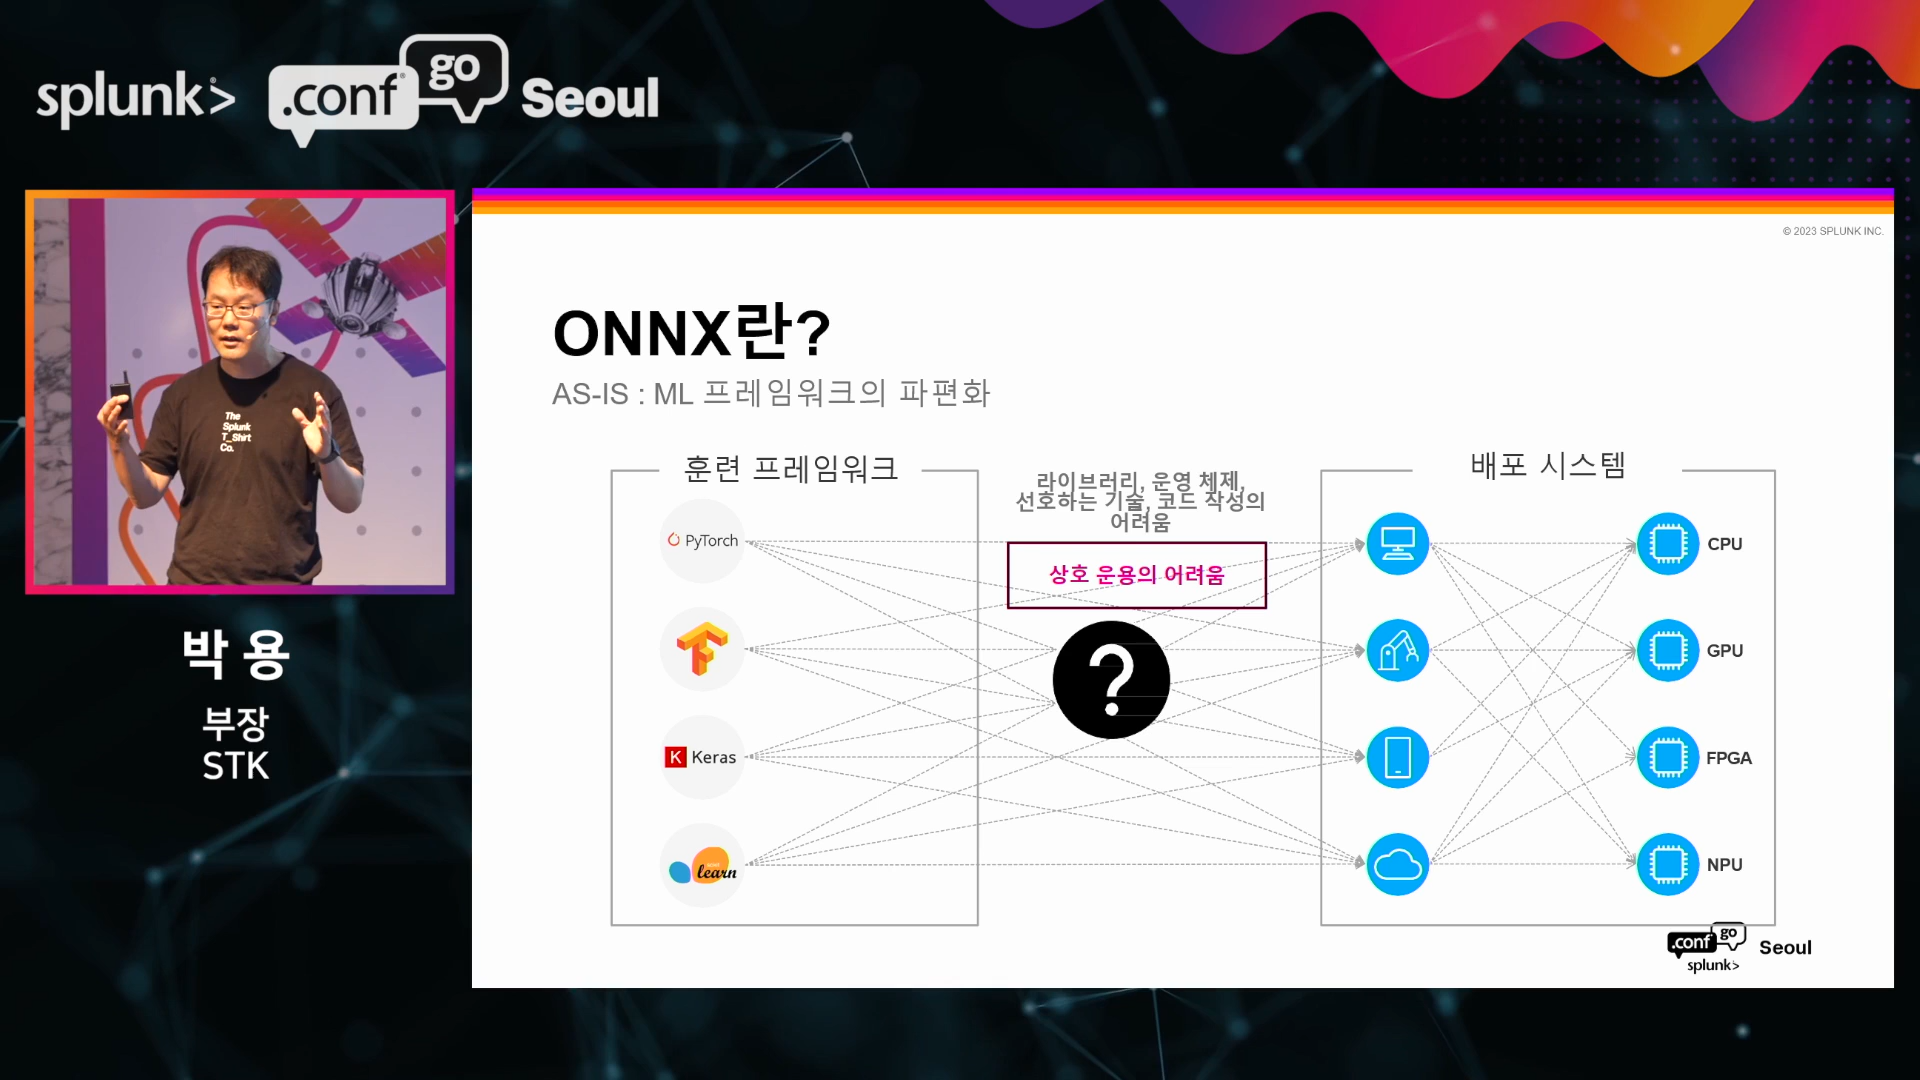 splunk>
.conf
go
Seoul
The
Splunk
T_Shirt
Co.
박 용
부장
STK
© 2023 SPLUNK INC.
ONNX란?
AS-IS : ML 프레임워크의 파편화
훈련 프레임워크
PyTorch
K Keras
learn
라이브러리, 운영 체제,
선호하는 기술, 코드 작성의
어려움
상호 운용의 어려움
?
배포 시스템
CPU
GPU
FPGA
NPU
.conf
go
splunk>
Seoul